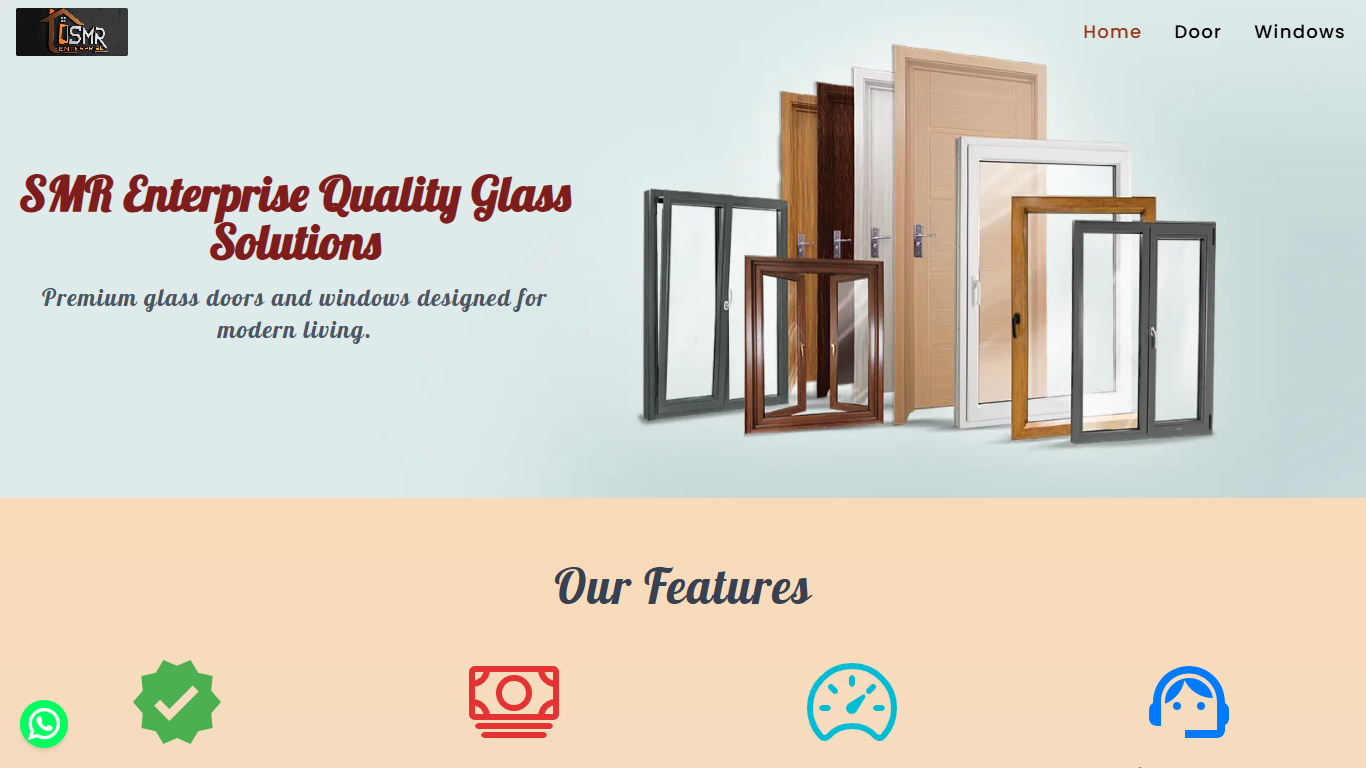 SMR
ENTERPRISE
Home Door Windows
SMR Enterprise Quality Glass
Solutions
Premium glass doors and windows designed for
modern living.
Our Features